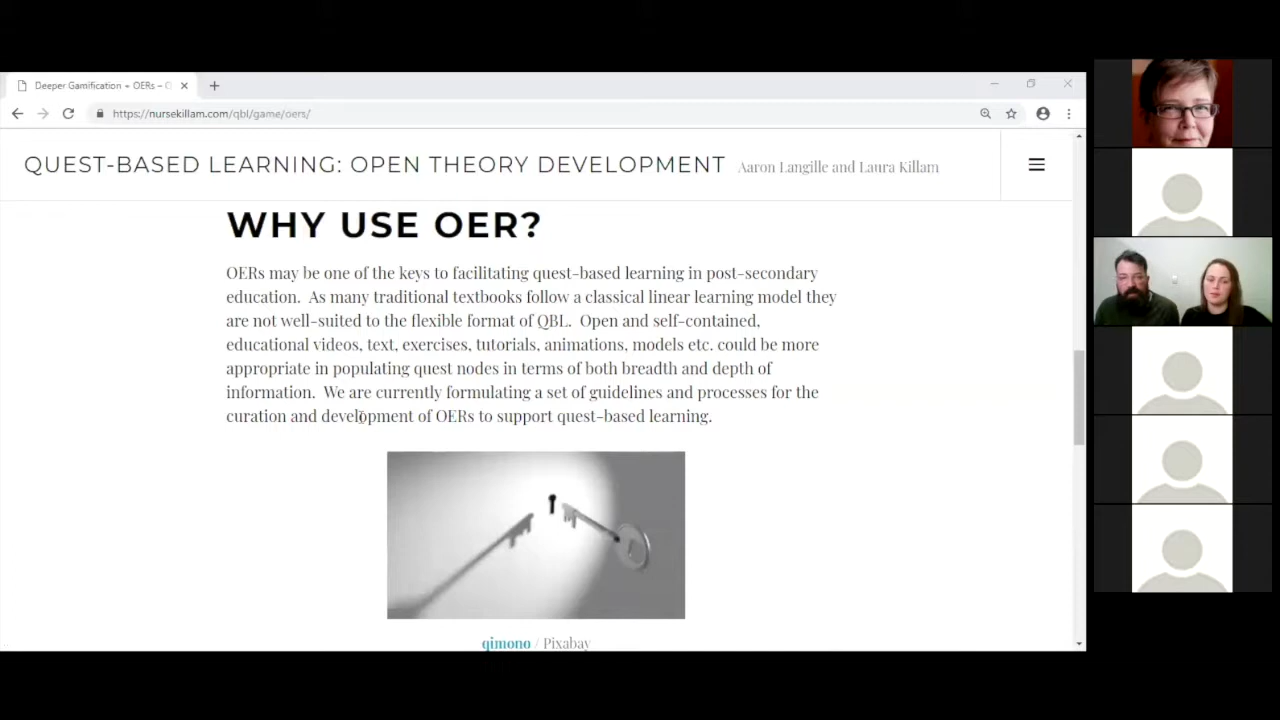 Deeper Gamification + OERs – O
https://nursekillam.com/qbl/game/oers/
QUEST-BASED LEARNING: OPEN THEORY DEVELOPMENT Aaron Langille and Laura Killam
WHY USE OER?
OERs may be one of the keys to facilitating quest-based learning in post-secondary
education. As many traditional textbooks follow a classical linear learning model they
are not well-suited to the flexible format of QBL. Open and self-contained,
educational videos, text, exercises, tutorials, animations, models etc. could be more
appropriate in populating quest nodes in terms of both breadth and depth of
information. We are currently formulating a set of guidelines and processes for the
curation and development of OERs to support quest-based learning.
qimono / Pixabay